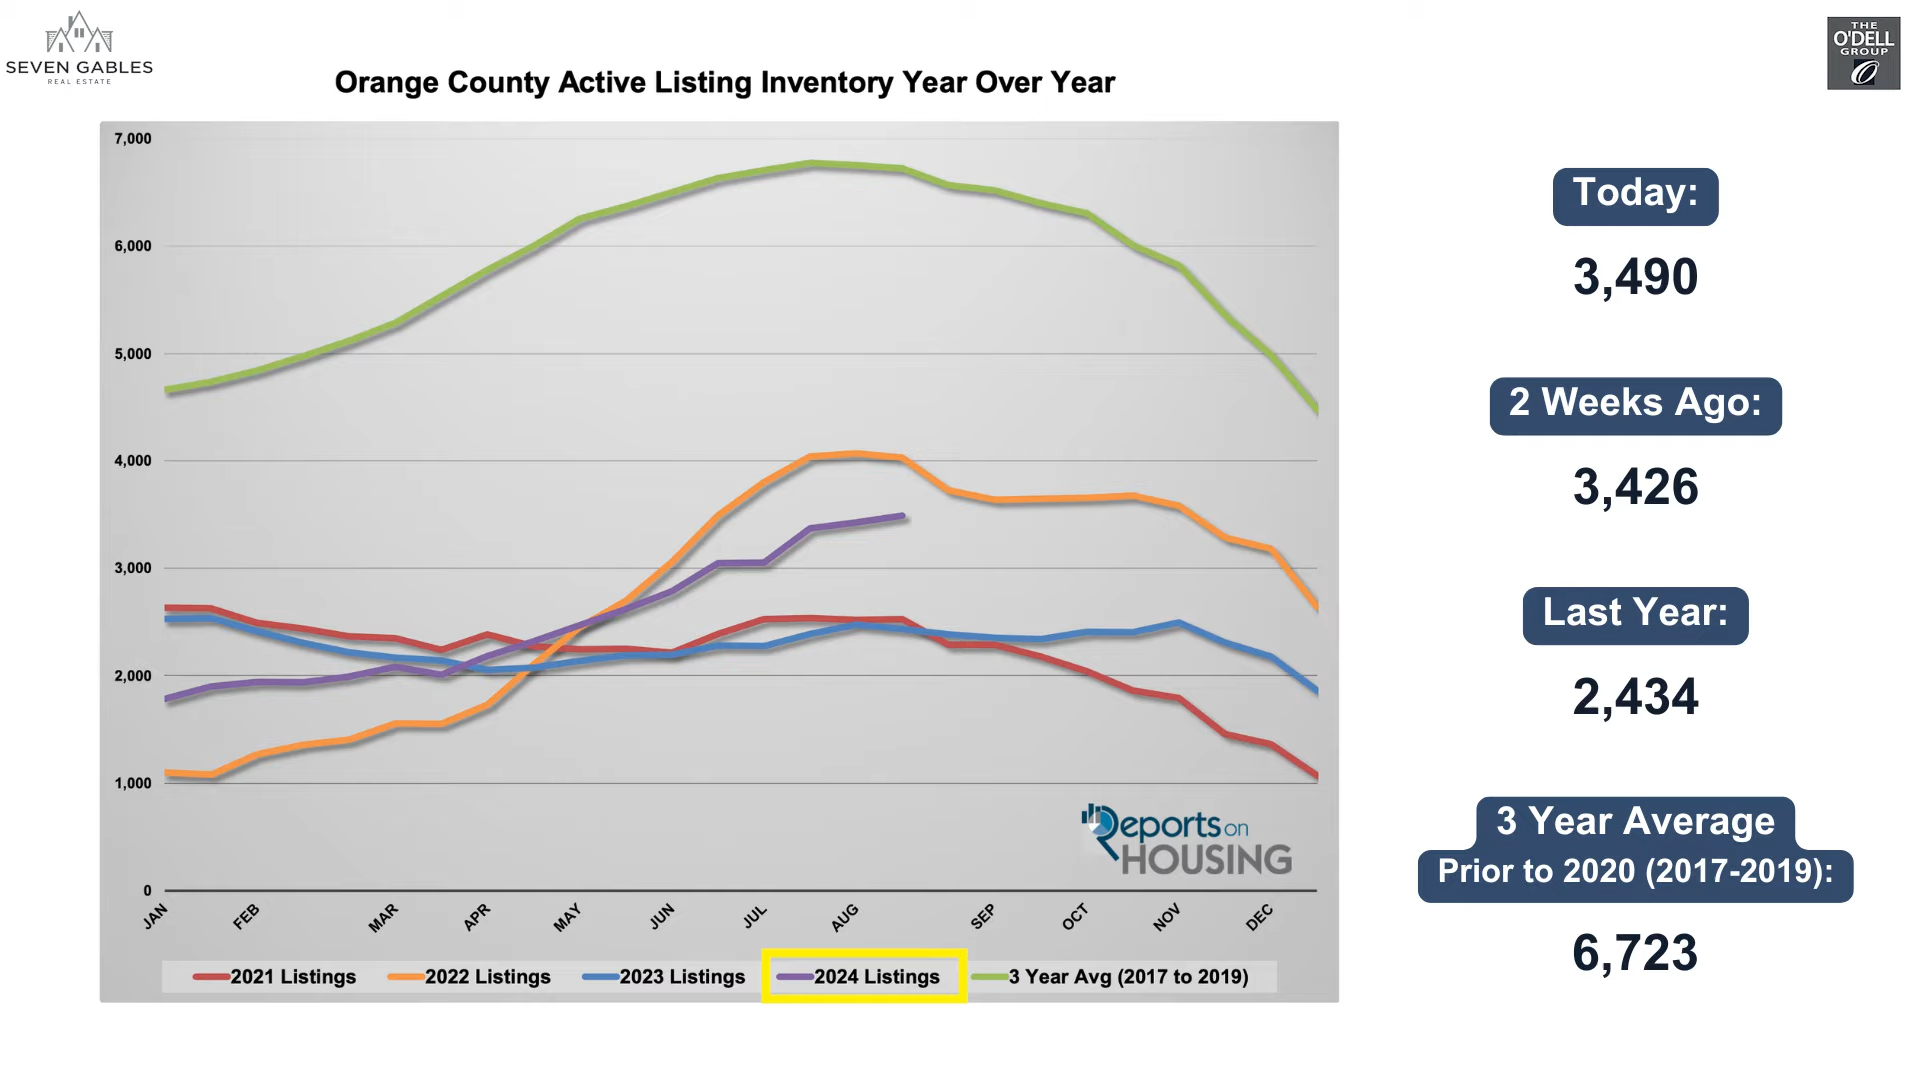 SEVEN GABLES
REAL ESTATE
THE
O'DELL
GROUP
Orange County Active Listing Inventory Year Over Year
7,000
6,000
5,000
4,000
3,000
2,000
1,000
0
JAN FEB MAR APR MAY JUN JUL AUG SEP OCT NOV DEC
Reports on
HOUSING
2021 Listings 2022 Listings 2023 Listings 2024 Listings 3 Year Avg (2017 to 2019)
Today:
3,490
2 Weeks Ago:
3,426
Last Year:
2,434
3 Year Average
Prior to 2020 (2017-2019):
6,723